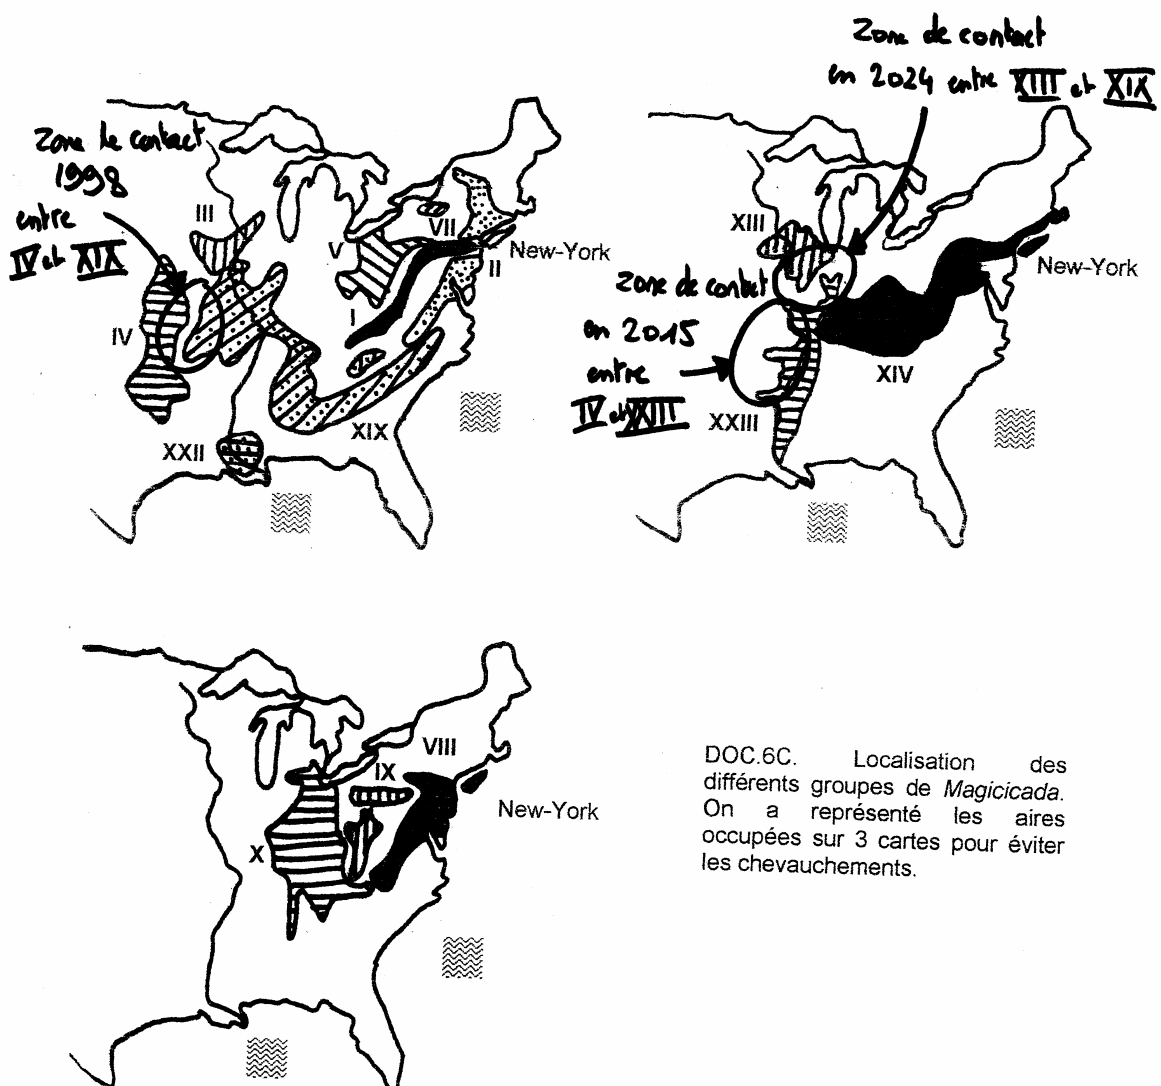 Zone de contact
1998
entre
IV et XIX
III
IV
V
VII
New-York
II
I
XIX
XXII
Zone de contact
en 2024 entre XIII et XIX
XIII
New-York
Zone de contact
en 2015
entre
IV et XXIII
XXIII
XIV
VIII
IX
New-York
X
DOC.6C. Localisation des
différents groupes de Magicicada.
On a représenté les aires
occupées sur 3 cartes pour éviter
les chevauchements.